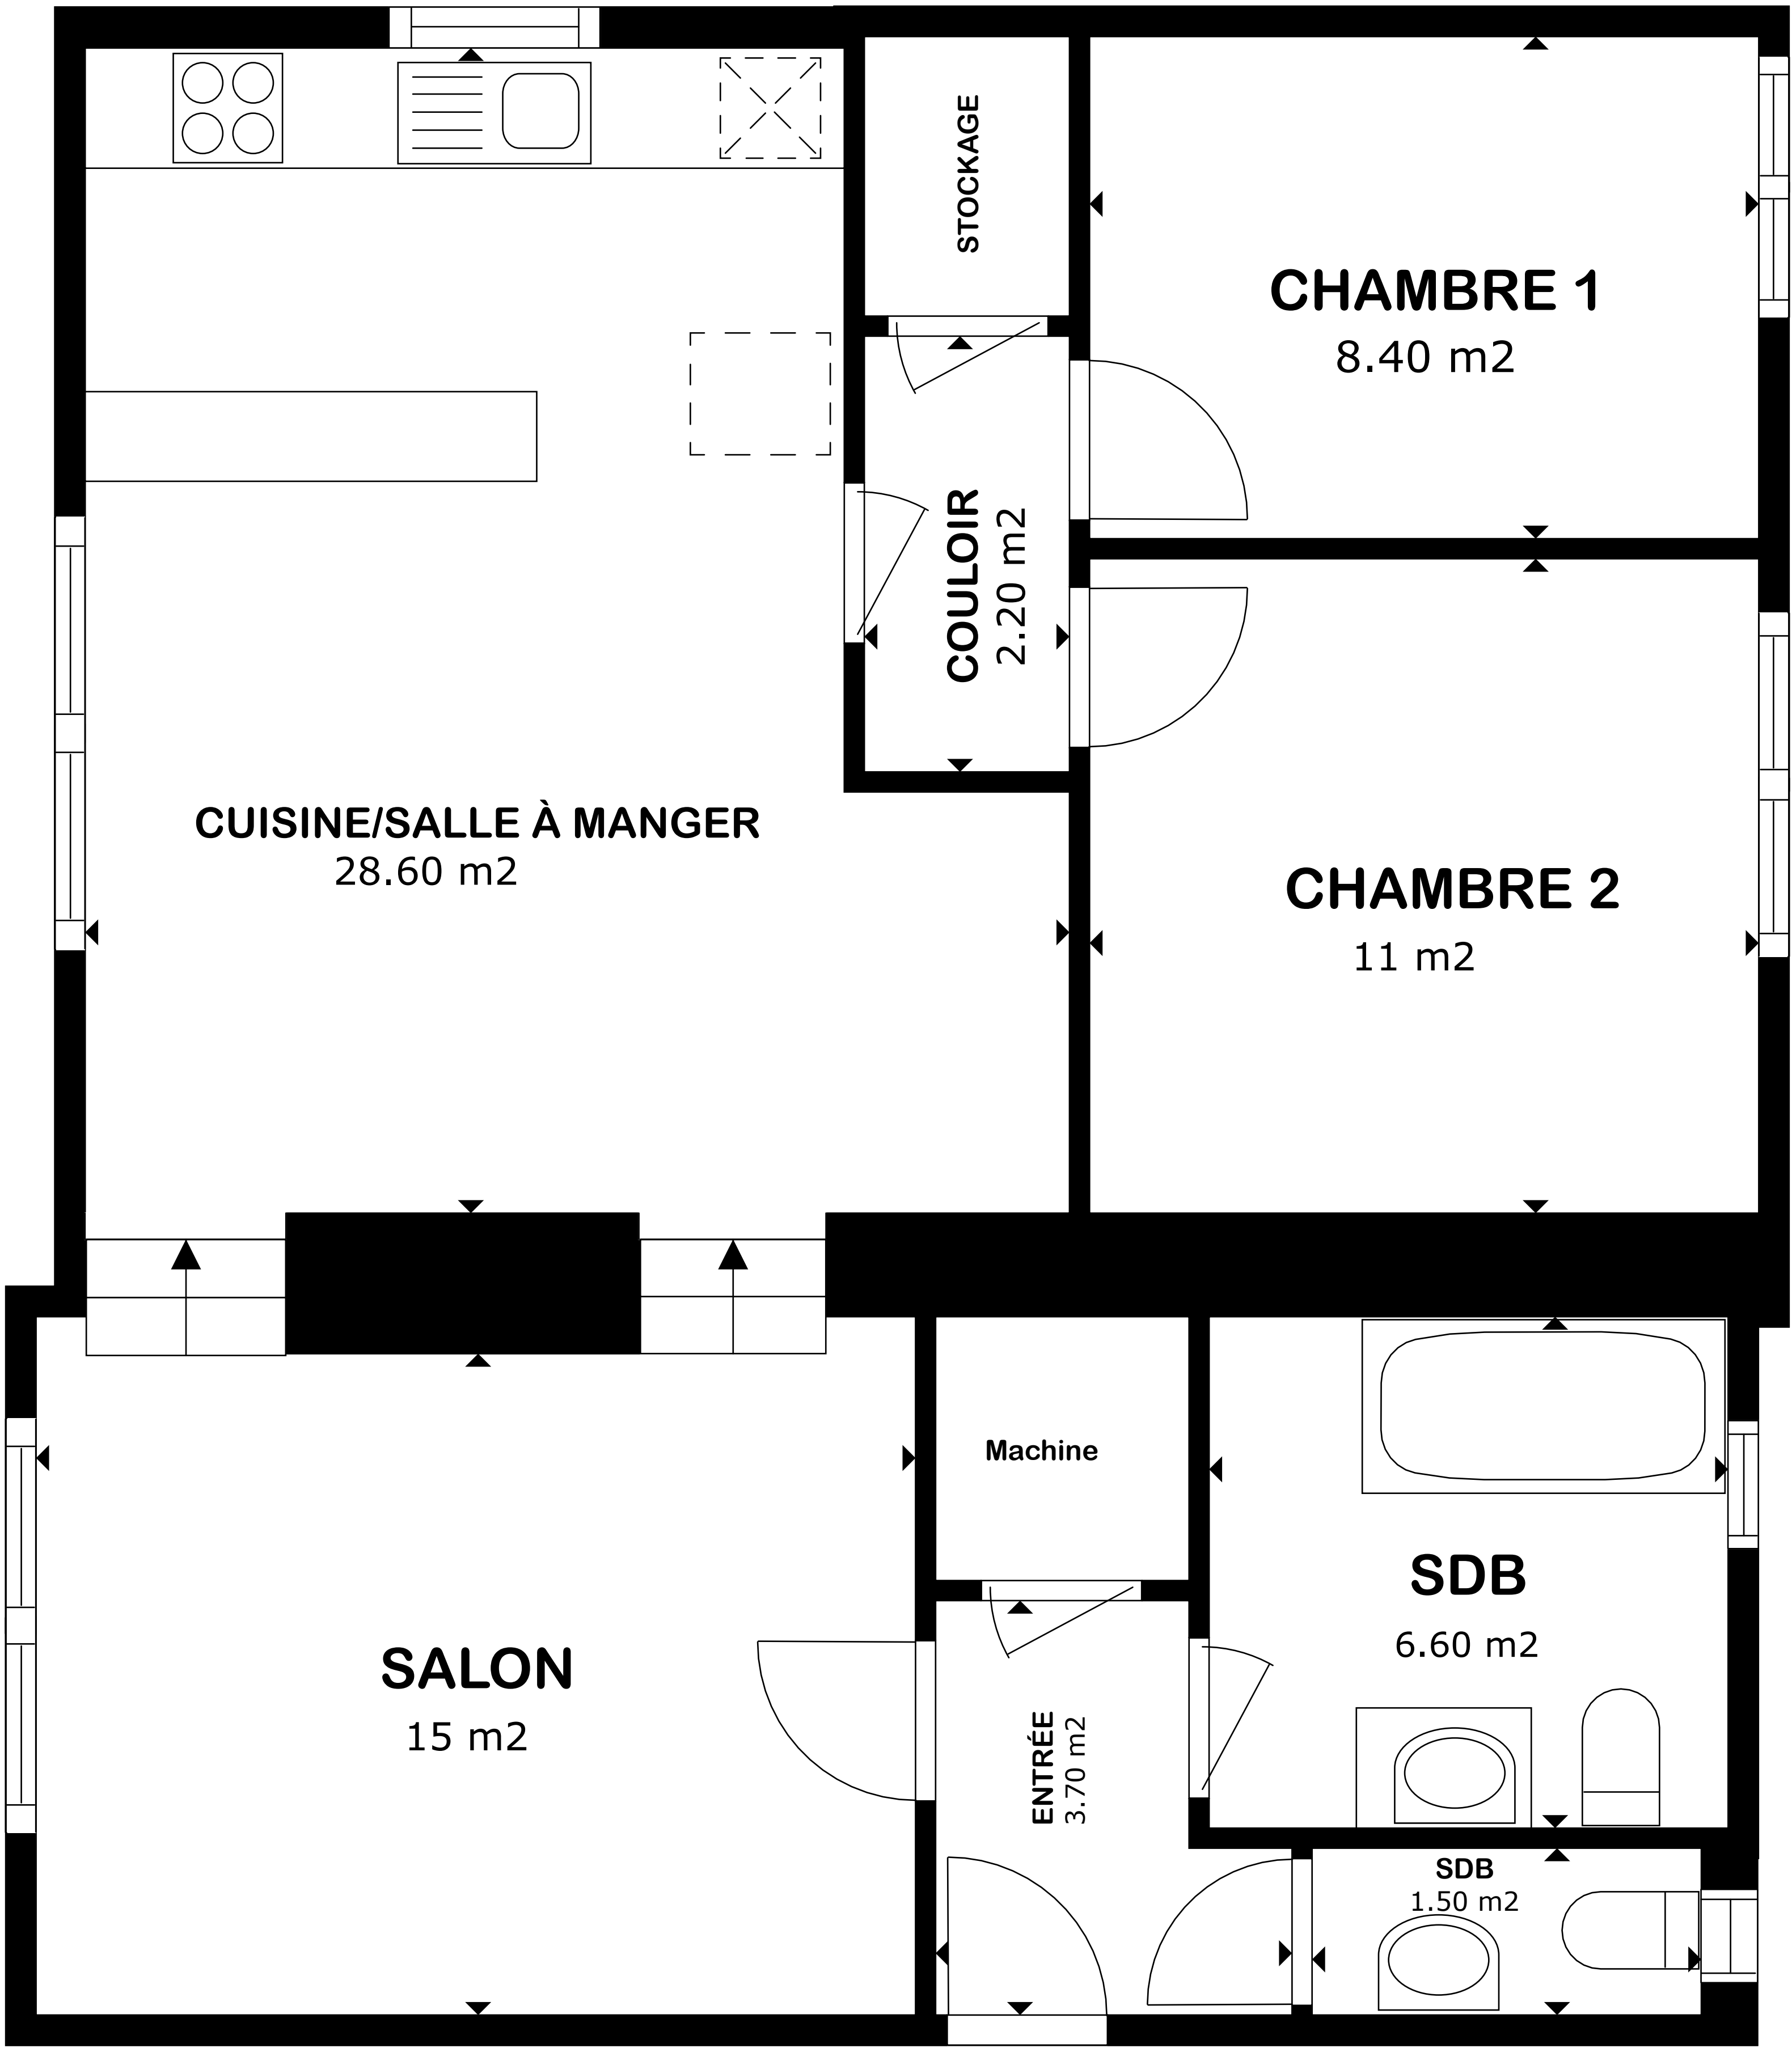 STOCKAGE
CHAMBRE 1
8.40 m2
COULOIR
2.20 m2
CUISINE/SALLE À MANGER
28.60 m2
CHAMBRE 2
11 m2
Machine
SDB
6.60 m2
SALON
15 m2
ENTRÉE
3.70 m2
SDB
1.50 m2